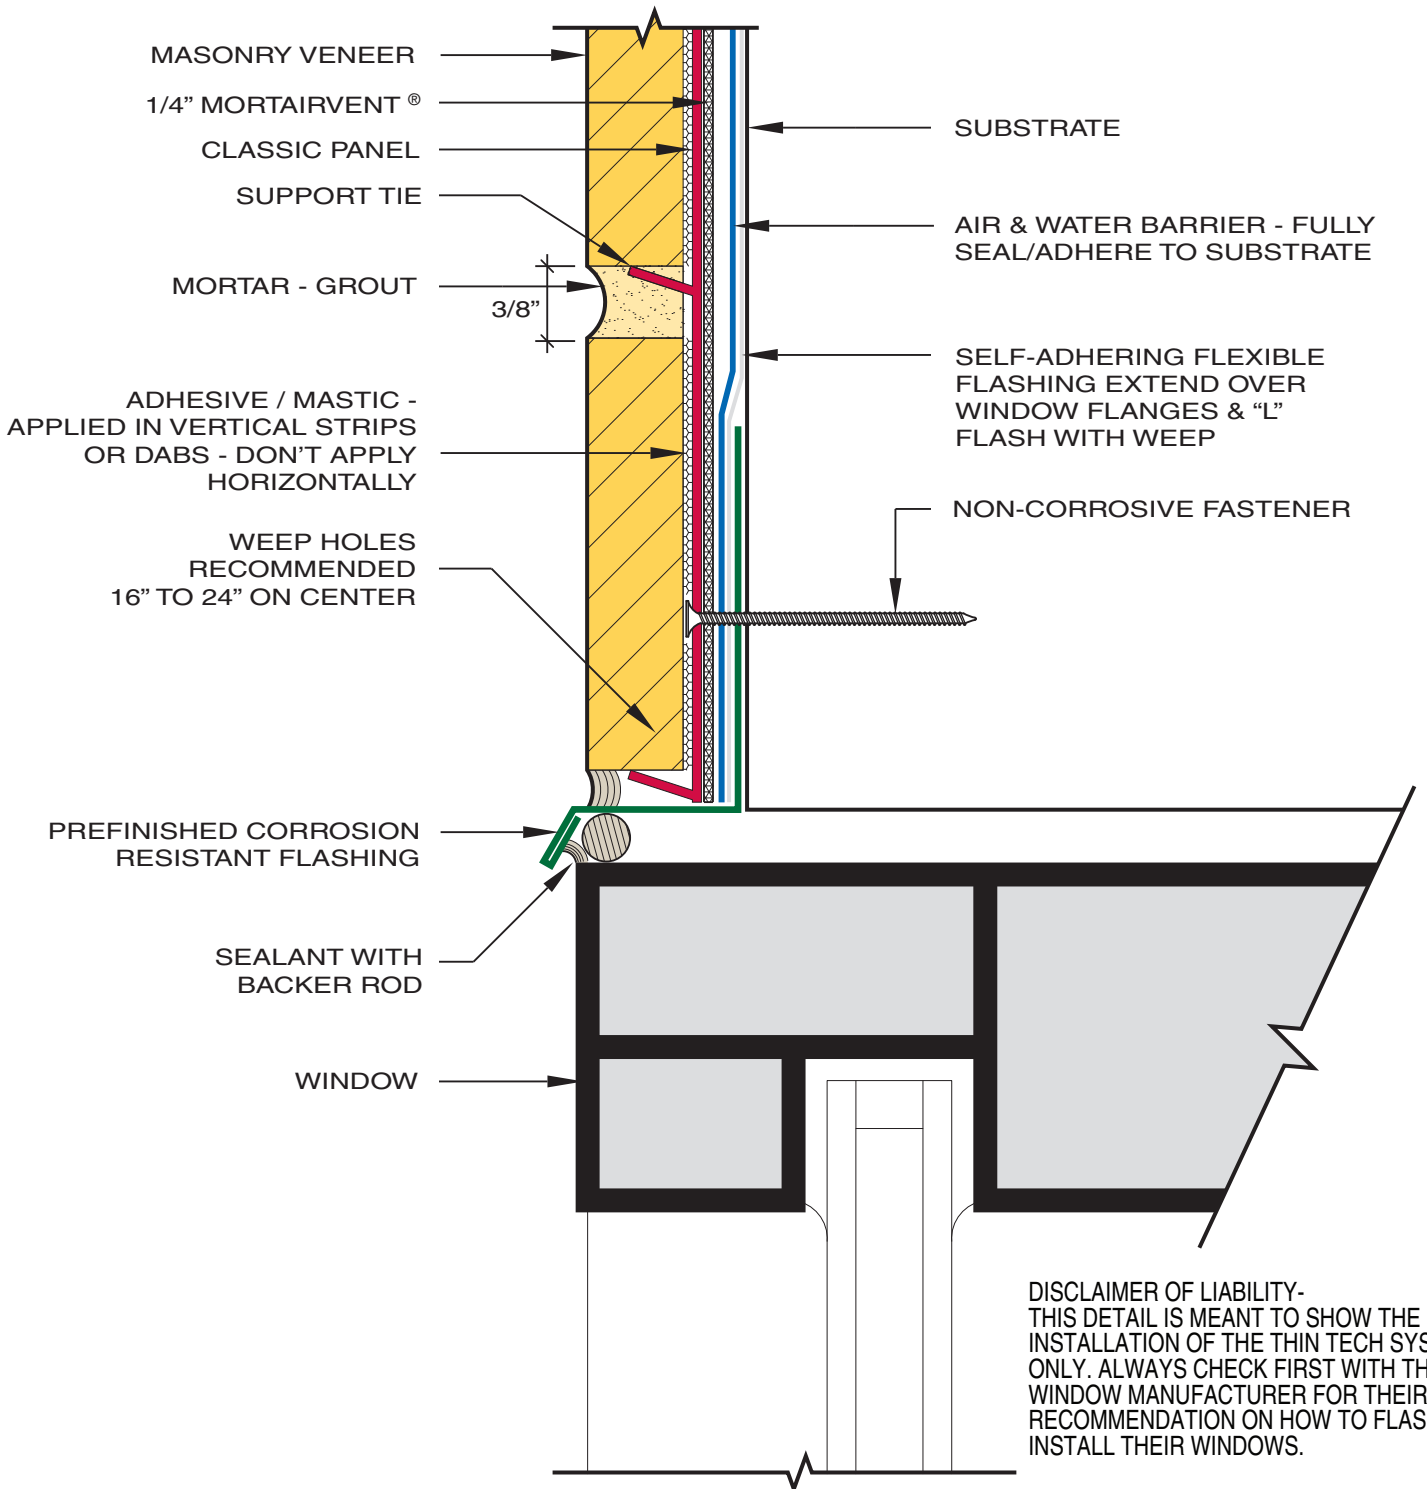 MASONRY VENEER
1/4” MORTAIRVENT ®
CLASSIC PANEL
SUPPORT TIE
MORTAR - GROUT
3/8”
ADHESIVE / MASTIC -
APPLIED IN VERTICAL STRIPS
OR DABS - DON’T APPLY
HORIZONTALLY
WEEP HOLES
RECOMMENDED
16” TO 24” ON CENTER
PREFINISHED CORROSION
RESISTANT FLASHING
SEALANT WITH
BACKER ROD
WINDOW
SUBSTRATE
AIR & WATER BARRIER - FULLY
SEAL/ADHERE TO SUBSTRATE
SELF-ADHERING FLEXIBLE
FLASHING EXTEND OVER
WINDOW FLANGES & “L”
FLASH WITH WEEP
NON-CORROSIVE FASTENER
DISCLAIMER OF LIABILITY-
THIS DETAIL IS MEANT TO SHOW THE
INSTALLATION OF THE THIN TECH
ONLY. ALWAYS CHECK FIRST WITH
WINDOW MANUFACTURER FOR THEIR
RECOMMENDATION ON HOW TO
INSTALL THEIR WINDOWS.